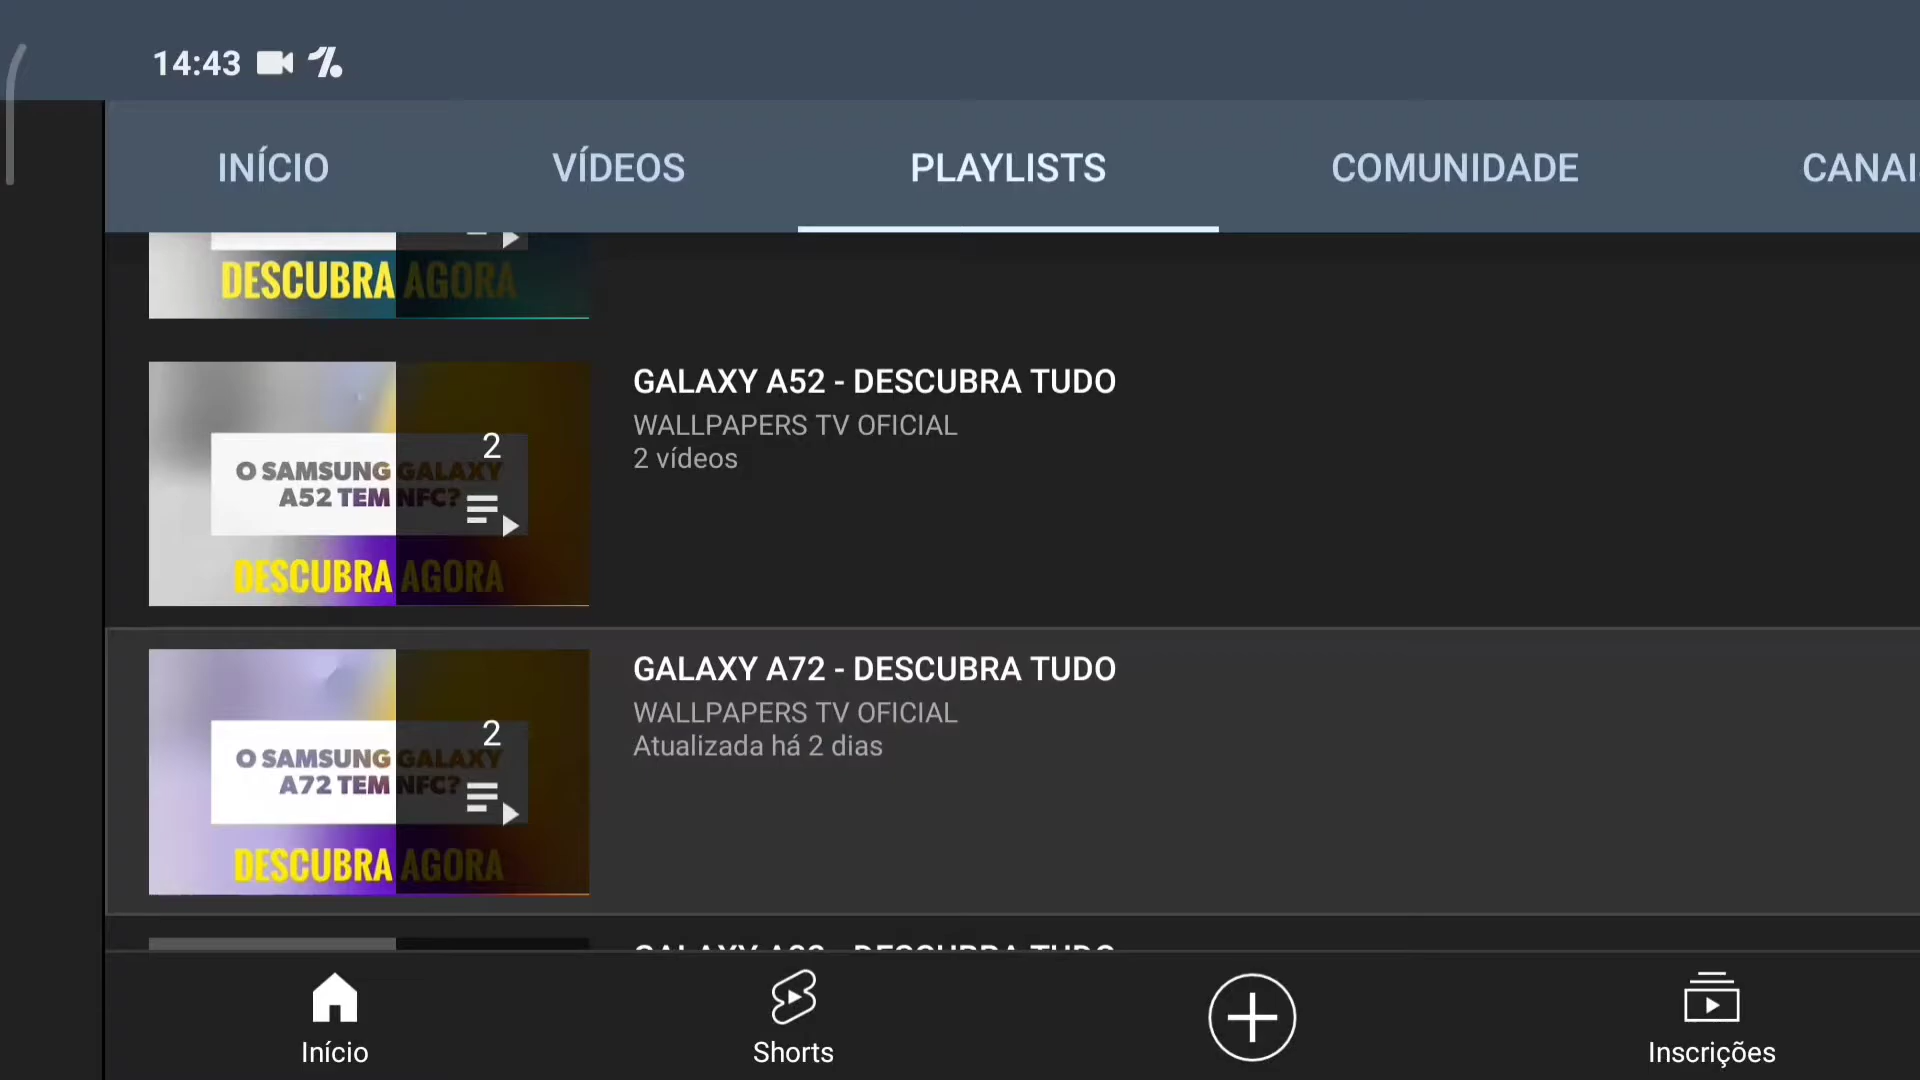 14:43
INÍCIO
VÍDEOS
PLAYLISTS
COMUNIDADE
CANAI
DESCUBRA AGORA
GALAXY A52 - DESCUBRA TUDO
WALLPAPERS TV OFICIAL
2 vídeos
2
O SAMSUNG GALAXY
A52 TEM NFC?
DESCUBRA AGORA
GALAXY A72 - DESCUBRA TUDO
WALLPAPERS TV OFICIAL
Atualizada há 2 dias
2
O SAMSUNG GALAXY
A72 TEM NFC?
DESCUBRA AGORA
Início
Shorts
Inscrições